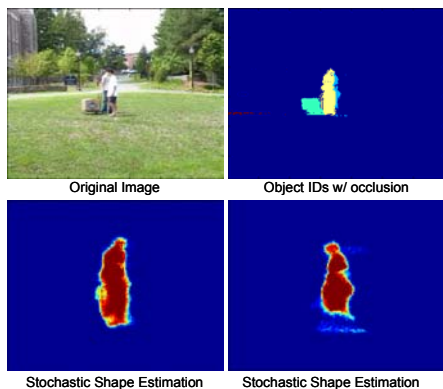 Original Image
Object IDs w/ occlusion
Stochastic Shape Estimation
Stochastic Shape Estimation